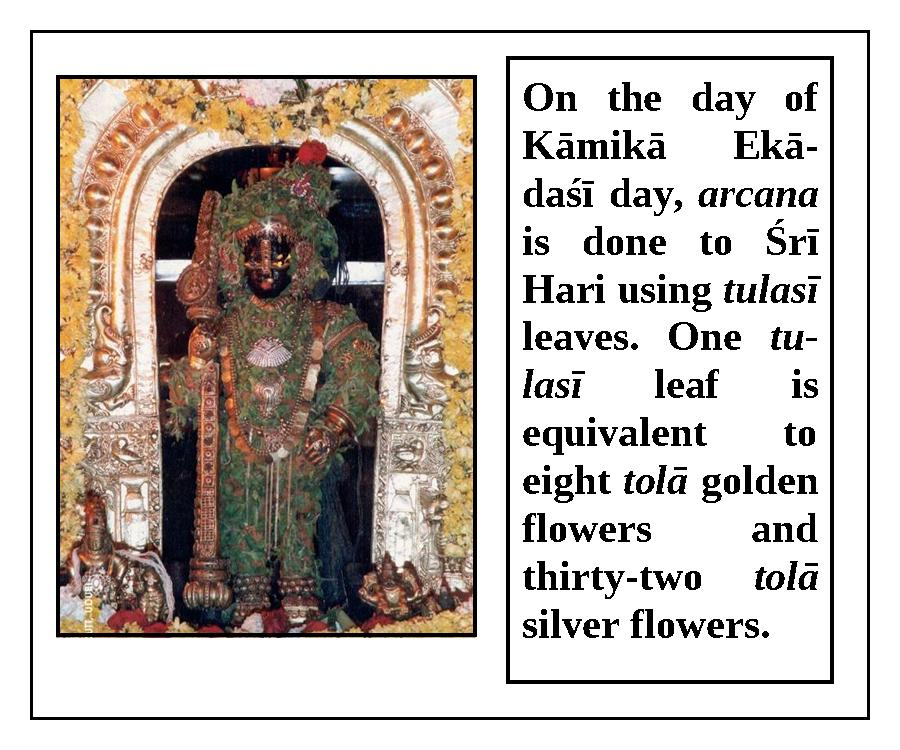 On the day of
Kāmikā Ekā-
daśī day, arcana
is done to Śrī
Hari using tulasī
leaves. One tu-
lasī leaf is
equivalent to
eight tolā golden
flowers and
thirty-two tolā
silver flowers.